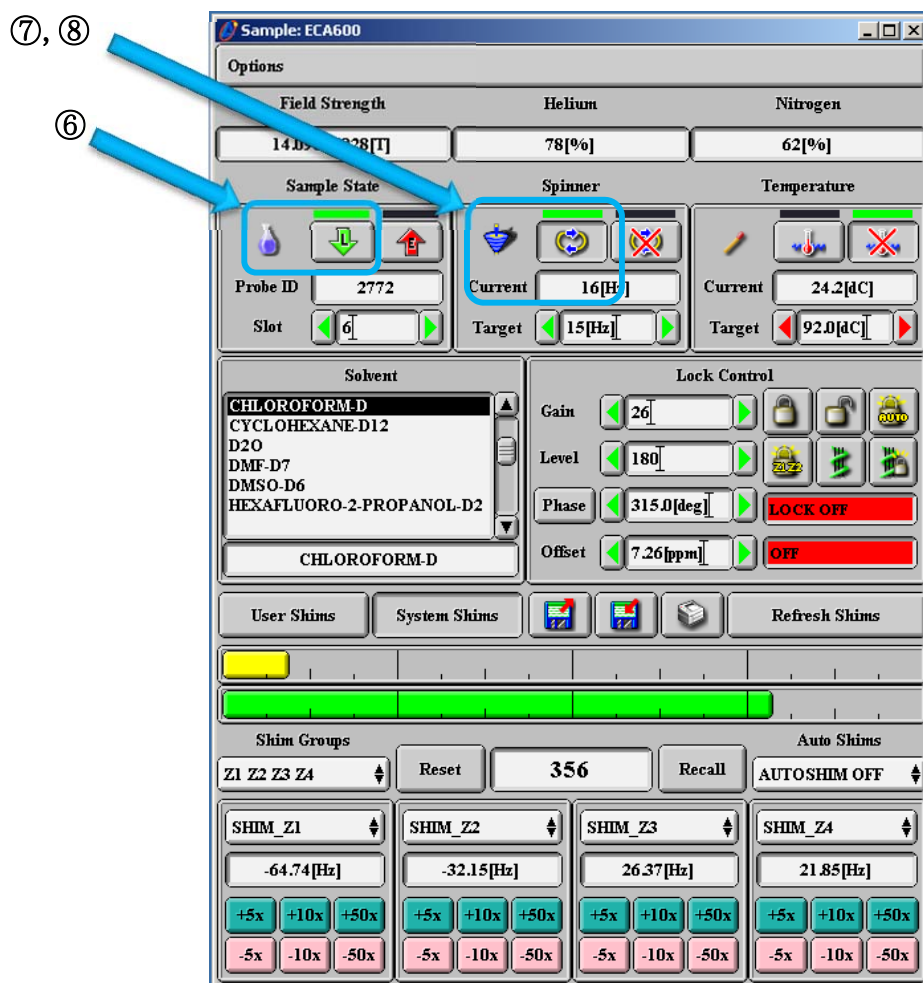 ⑦, ⑧
⑥
Sample: ECA600
Options
Field Strength Helium Nitrogen
78[%] 62[%]
Sample State Spinner Temperature
L E
Probe ID 2772 Current 16[Hz] Current 24.2[dC]
Slot 6 Target 15[Hz] Target 92.0[dC]
Solvent Lock Control
CHLOROFORM-D
CYCLOHEXANE-D12
D2O
DMF-D7
DMSO-D6
HEXAFLUORO-2-PROPANOL-D2
CHLOROFORM-D
Gain 26 AUTO
Level 180 Z1Z2
Phase 315.0[deg] LOCK OFF
Offset 7.26[ppm] OFF
User Shims System Shims Refresh Shims
Shim Groups Auto Shims
Z1 Z2 Z3 Z4 Reset 356 Recall AUTOSHIM OFF
SHIM_Z1 SHIM_Z2 SHIM_Z3 SHIM_Z4
-64.74[Hz] -32.15[Hz] 26.37[Hz] 21.85[Hz]
+5x +10x +50x +5x +10x +50x +5x +10x +50x +5x +10x +50x
-5x -10x -50x -5x -10x -50x -5x -10x -50x -5x -10x -50x